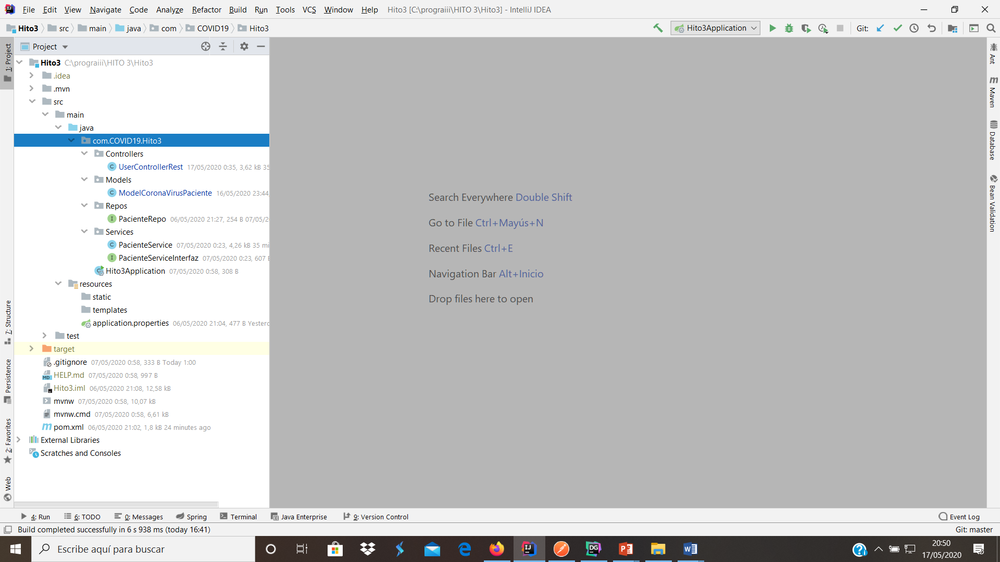 File Edit View Navigate Code Analyze Refactor Build Run Tools VCS Window Help Hito3 [C:\prograiii\HITO 3\Hito3] - IntelliJ IDEA
Hito3 src main java com COVID19 Hito3 Hito3Application Git:
1: Project
Project
Hito3 C:\prograiii\HITO 3\Hito3
.idea
.mvn
src
main
java
com.COVID19.Hito3
Controllers
UserControllerRest 17/05/2020 0:35, 3,62 kB 35
Models
ModelCoronaVirusPaciente 16/05/2020 23:44,
Repos
PacienteRepo 06/05/2020 21:27, 254 B 07/05/2
Services
PacienteService 07/05/2020 0:23, 4,26 kB 35 mi
PacienteServiceInterfaz 07/05/2020 0:23, 607
Hito3Application 07/05/2020 0:58, 308 B
resources
static
templates
application.properties 06/05/2020 21:04, 477 B Yester
test
target
.gitignore 07/05/2020 0:58, 333 B Today 1:00
HELP.md 07/05/2020 0:58, 997 B
Hito3.iml 06/05/2020 21:08, 12,58 kB
mvnw 07/05/2020 0:58, 10,07 kB
mvnw.cmd 07/05/2020 0:58, 6,61 kB
pom.xml 06/05/2020 21:02, 1,8 kB 24 minutes ago
External Libraries
Scratches and Consoles
7: Structure
Persistence
2: Favorites
Web
Search Everywhere Double Shift
Go to File Ctrl+Mayús+N
Recent Files Ctrl+E
Navigation Bar Alt+Inicio
Drop files here to open
Ant
Maven
Database
Bean Validation
4: Run 6: TODO 0: Messages Spring Terminal Java Enterprise 9: Version Control Event Log
Build completed successfully in 6 s 938 ms (today 16:41) Git: master
Escribe aquí para buscar
20:50
17/05/2020